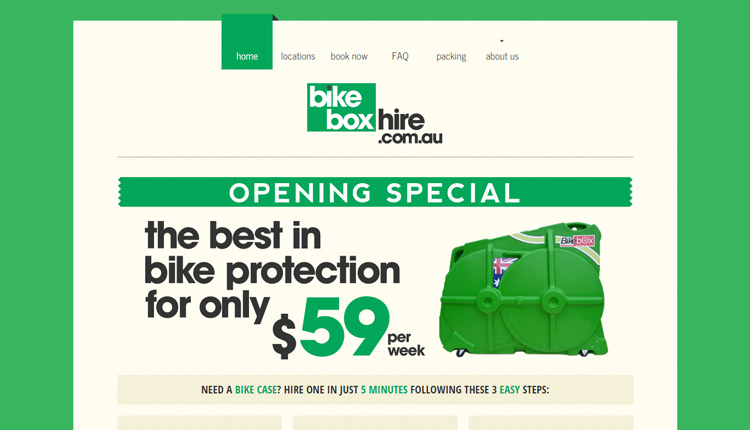 home locations book now FAQ packing about us
bike
box hire
.com.au
OPENING SPECIAL
the best in
bike protection
for only
$59 per
week
Bikebox
NEED A BIKE CASE? HIRE ONE IN JUST 5 MINUTES FOLLOWING THESE 3 EASY STEPS: